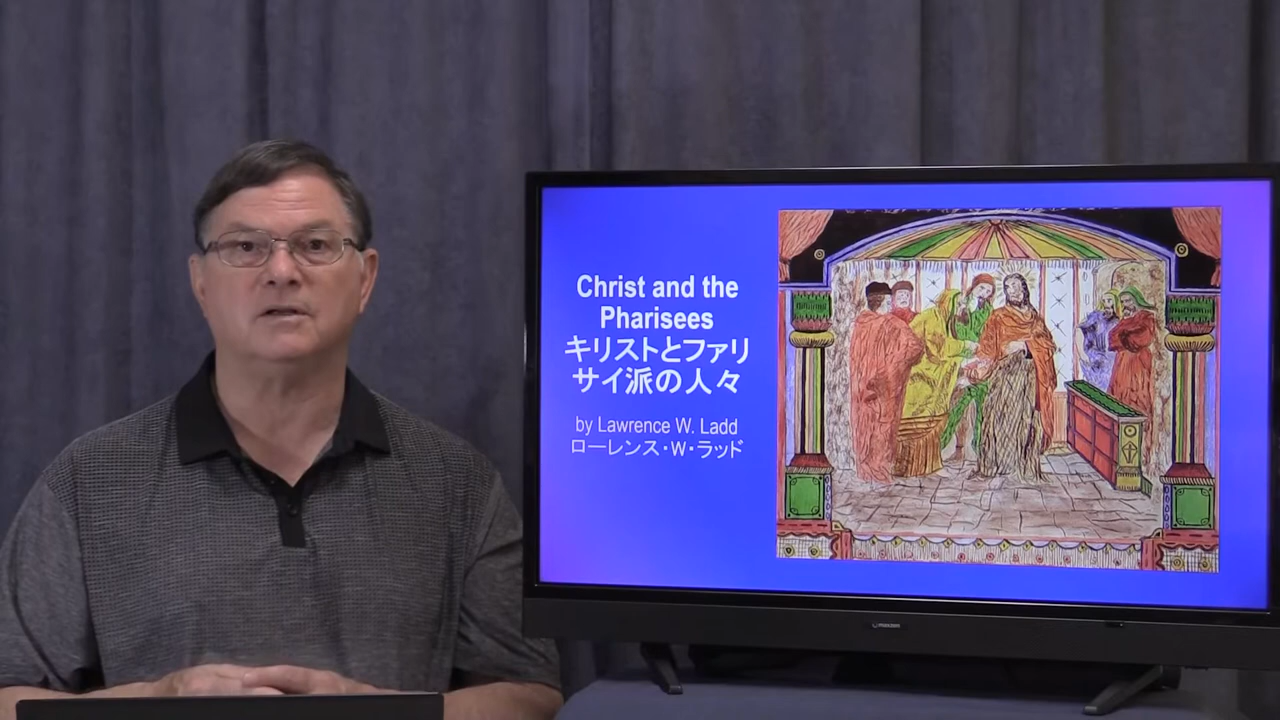 Christ and the
Pharisees
キリストとファリ
サイ派の人々
by Lawrence W. Ladd
ローレンス・W・ラッド